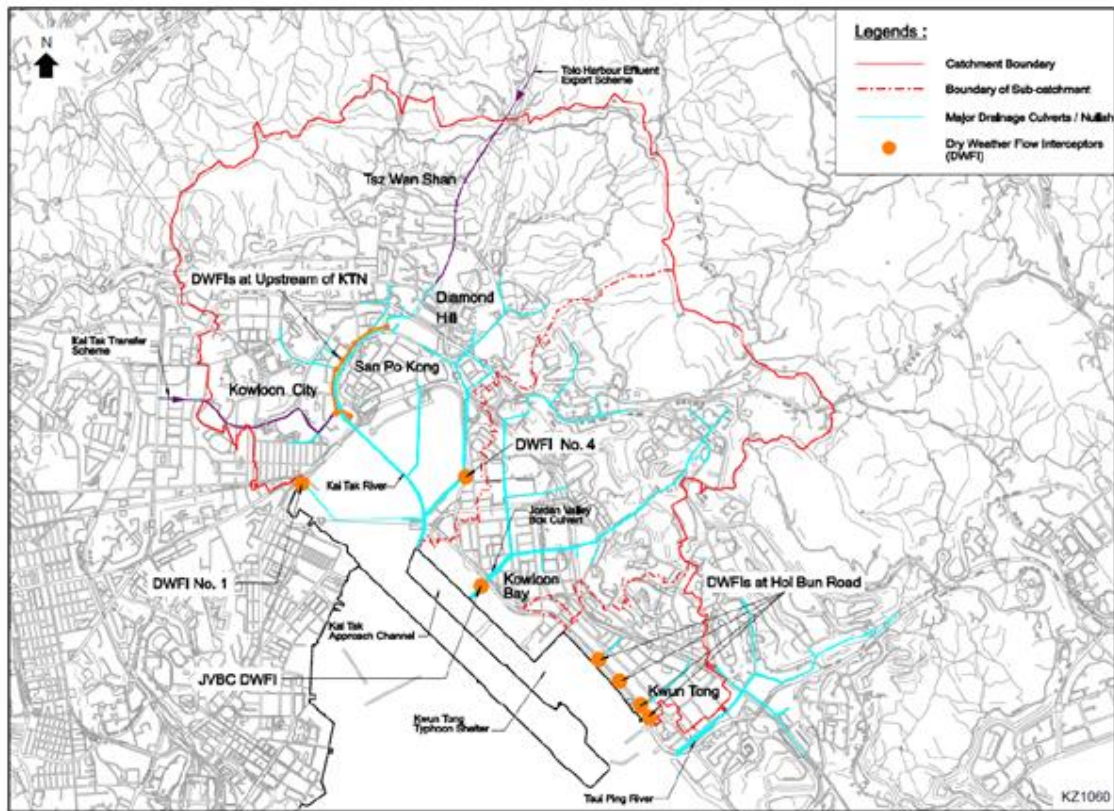 N
Legends :
Catchment Boundary
Boundary of Sub-catchment
Major Drainage Culverts / Nullah
Dry Weather Flow Interceptors
(DWFI)
Tolo Harbour Effluent
Export Scheme
Tsz Wan Shan
DWFIs at Upstream of KTN
Diamond
Hill
Kai Tak Transfer
Scheme
San Po Kong
Kowloon City
DWFI No. 4
Kai Tak River
Jordan Valley
Box Culvert
DWFI No. 1
Kowloon
Bay
DWFIs at Hoi Bun Road
Kai Tak
Approach Channel
JVBC DWFI
Kwun Tong
Kwun Tong
Typhoon Shelter
Tsui Ping River
KZ1060